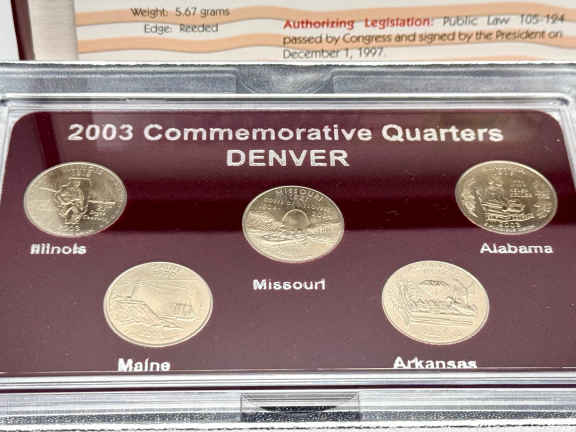 Weight: 5.67 grams
Edge: Reeded
Authorizing Legislation: Public Law 105-124
passed by Congress and signed by the President on
December 1, 1997.
2003 Commemorative Quarters
DENVER
Illinois
Missouri
Alabama
Maine
Arkansas
MISSOURI